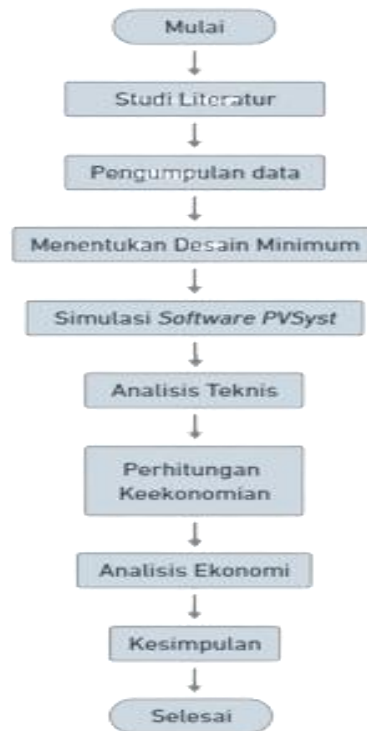 Mulai
Studi Literatur
Pengumpulan data
Menentukan Desain Minimum
Simulasi Software PVSyst
Analisis Teknis
Perhitungan
Keekonomian
Analisis Ekonomi
Kesimpulan
Selesai